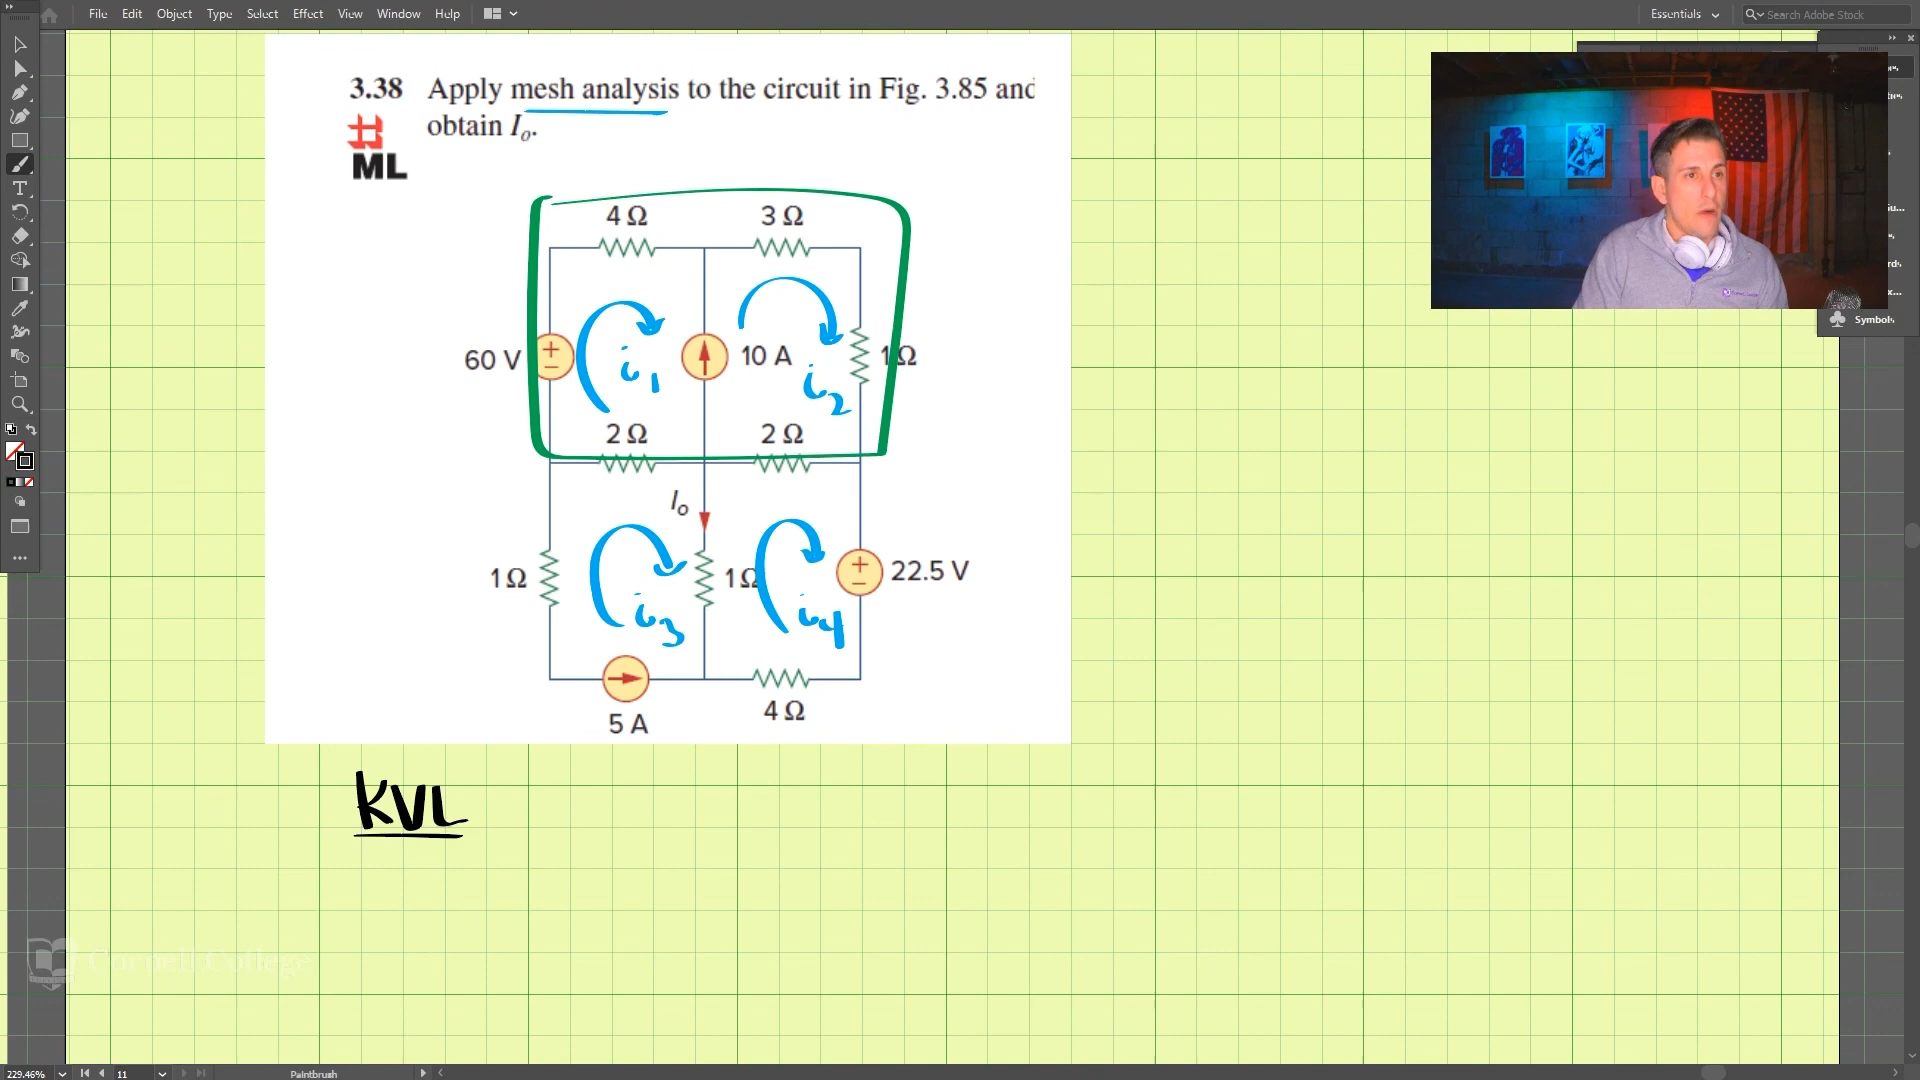 File Edit Object Type Select Effect View Window Help
Essentials
Search Adobe Stock
3.38 Apply mesh analysis to the circuit in Fig. 3.85 and
obtain Io.
ML
4 Ω 3 Ω
60 V i1 10 A i2 1 Ω
2 Ω 2 Ω
Io
1 Ω i3 1 Ω i4 22.5 V
5 A 4 Ω
KVL
Symbols
Cornell College
229.46% 11 Paintbrush